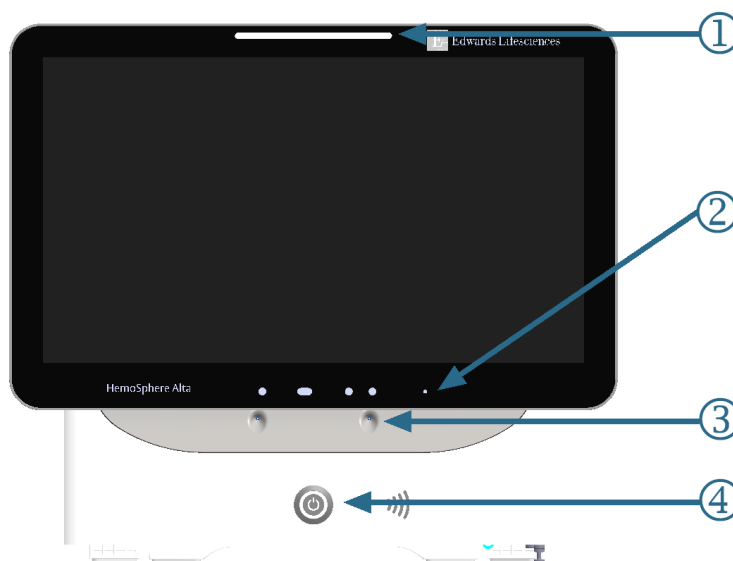 ①
E Edwards Lifesciences
②
HemoSphere Alta
③
④